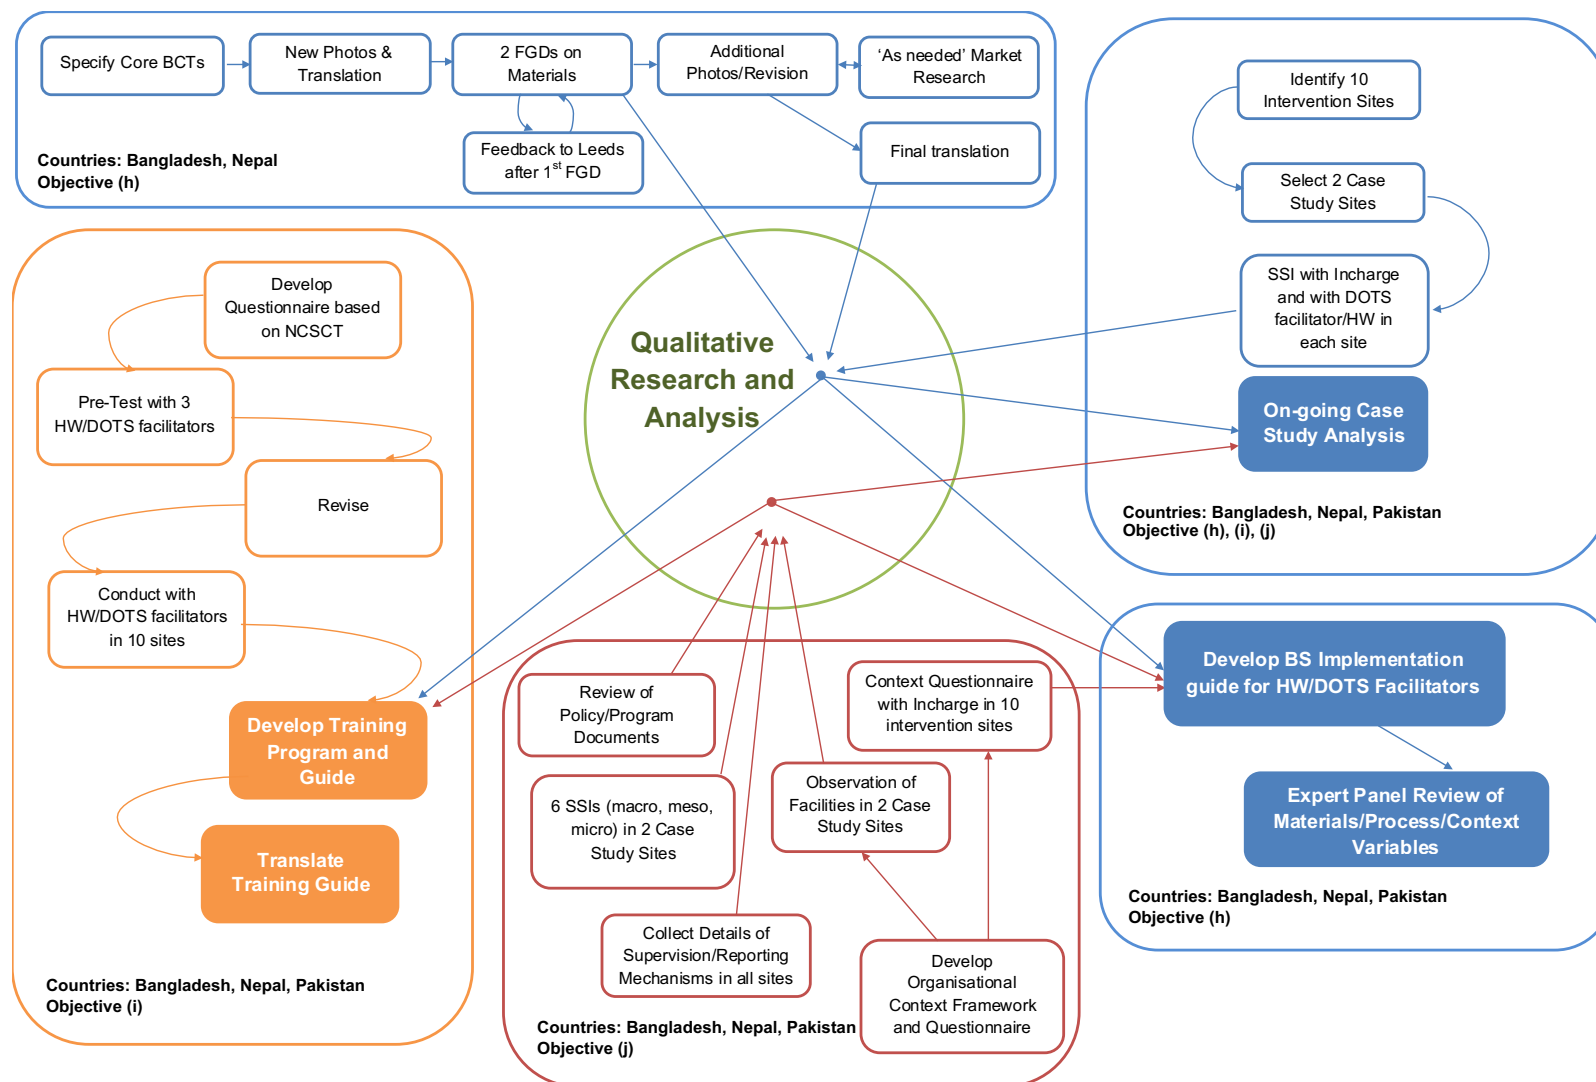 Specify Core BCTs
New Photos &
Translation
2 FGDs on
Materials
Additional
Photos/Revision
‘As needed’ Market
Research
Feedback to Leeds
after 1st FGD
Final translation
Countries: Bangladesh, Nepal
Objective (h)
Identify 10
Intervention Sites
Select 2 Case
Study Sites
SSI with Incharge
and with DOTS
facilitator/HW in
each site
On-going Case
Study Analysis
Countries: Bangladesh, Nepal, Pakistan
Objective (h), (i), (j)
Develop
Questionnaire based
on NCSCT
Pre-Test with 3
HW/DOTS facilitators
Revise
Conduct with
HW/DOTS facilitators
in 10 sites
Develop Training
Program and
Guide
Translate
Training Guide
Countries: Bangladesh, Nepal, Pakistan
Objective (i)
Qualitative
Research and
Analysis
Review of
Policy/Program
Documents
Context Questionnaire
with Incharge in 10
intervention sites
6 SSIs (macro, meso,
micro) in 2 Case
Study Sites
Observation of
Facilities in 2 Case
Study Sites
Collect Details of
Supervision/Reporting
Mechanisms in all sites
Develop
Organisational
Context Framework
and Questionnaire
Countries: Bangladesh, Nepal, Pakistan
Objective (j)
Develop BS Implementation
guide for HW/DOTS Facilitators
Expert Panel Review of
Materials/Process/Context
Variables
Countries: Bangladesh, Nepal, Pakistan
Objective (h)